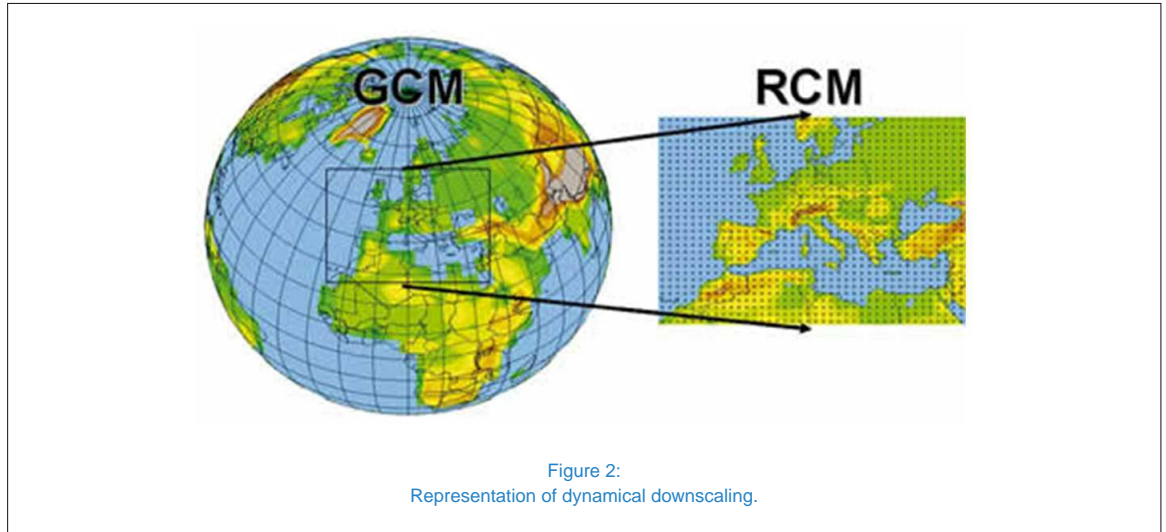 GCM
RCM
Figure 2:
Representation of dynamical downscaling.